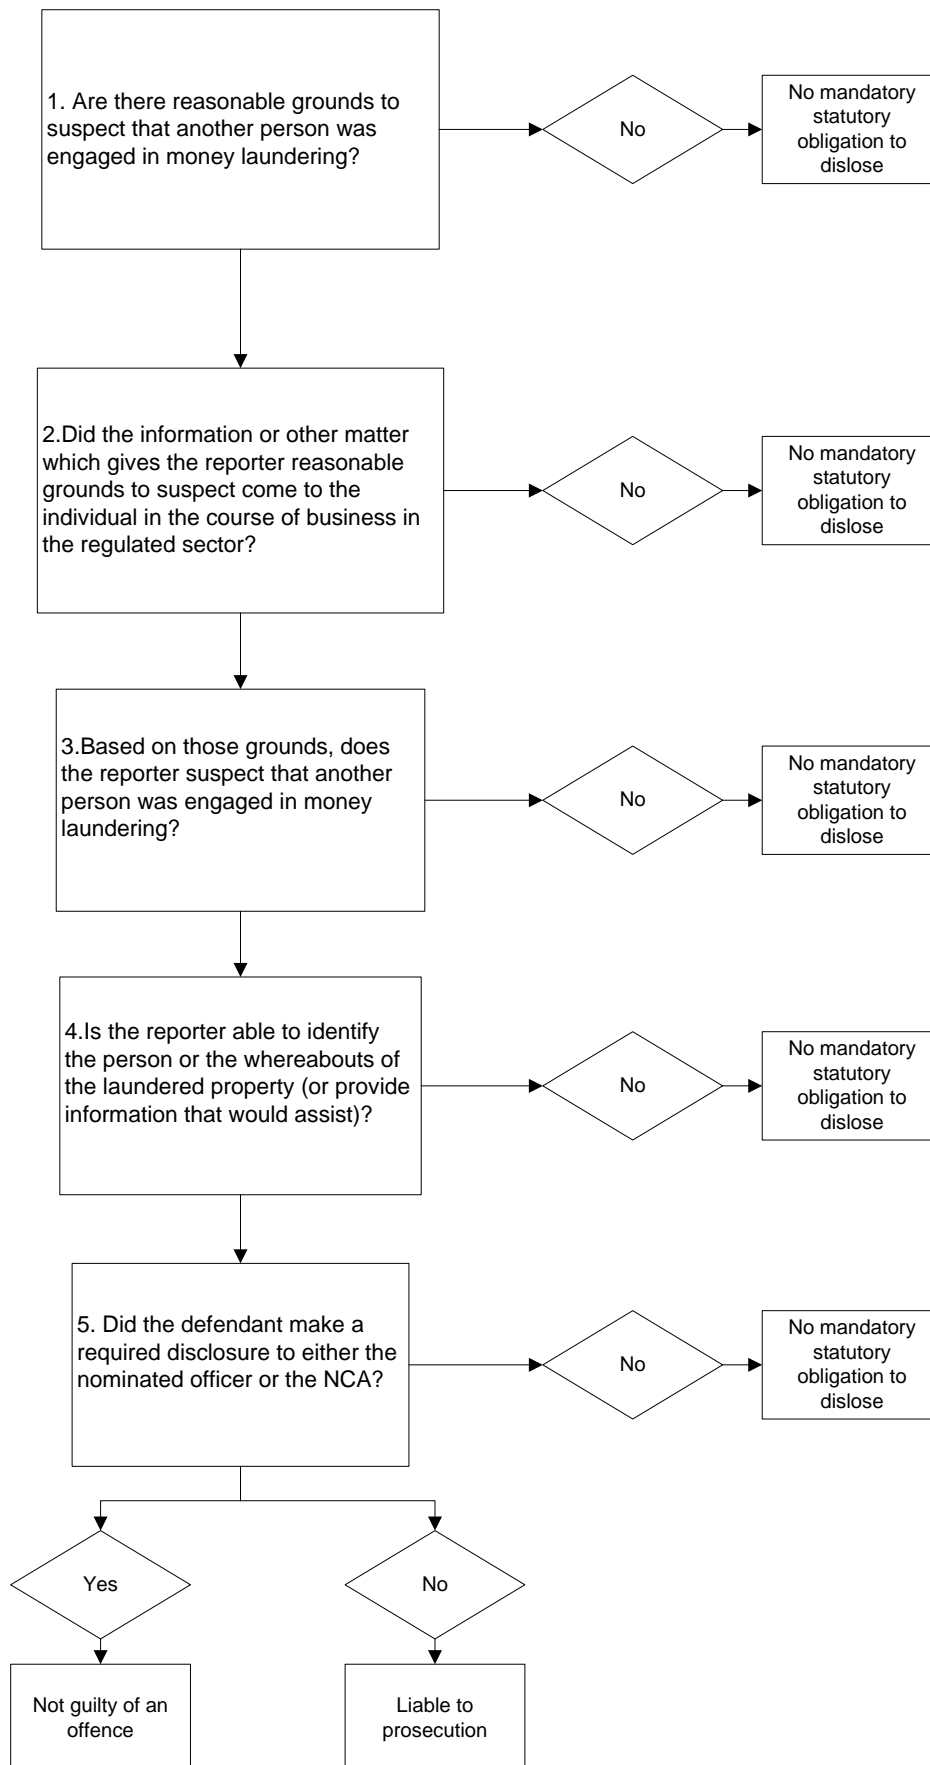 1. Are there reasonable grounds to
suspect that another person was
engaged in money laundering?
No
No mandatory
statutory
obligation to
dislose
2.Did the information or other matter
which gives the reporter reasonable
grounds to suspect come to the
individual in the course of business in
the regulated sector?
No
No mandatory
statutory
obligation to
dislose
3.Based on those grounds, does
the reporter suspect that another
person was engaged in money
laundering?
No
No mandatory
statutory
obligation to
dislose
4.Is the reporter able to identify
the person or the whereabouts of
the laundered property (or provide
information that would assist)?
No
No mandatory
statutory
obligation to
dislose
5. Did the defendant make a
required disclosure to either the
nominated officer or the NCA?
No
No mandatory
statutory
obligation to
dislose
Yes
No
Not guilty of an
offence
Liable to
prosecution